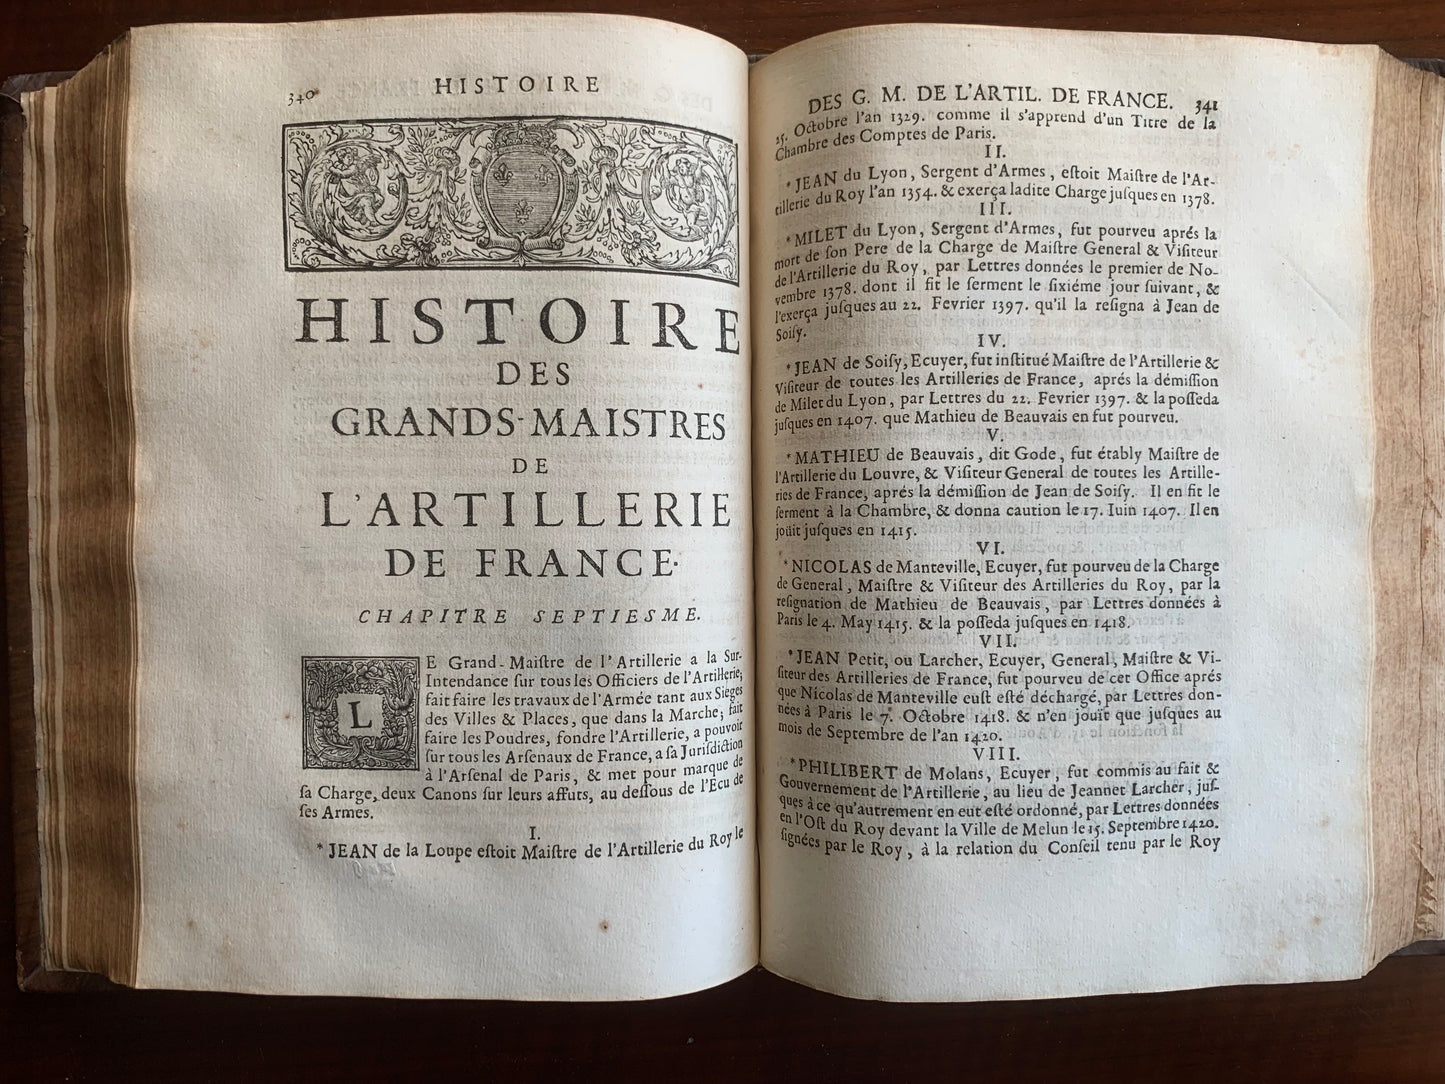 340 HISTOIRE
HISTOIRE
DES
GRANDS-MAISTRES
DE
L'ARTILLERIE
DE FRANCE.
CHAPITRE SEPTIESME.
LE Grand-Maiſtre de l'Artillerie a la Sur-
Intendance ſur tous les Officiers de l'Artillerie;
fait faire les travaux de l'Armée tant aux Sieges
des Villes & Places, que dans la Marche; fait
faire les Poudres, fondre l'Artillerie, a pouvoir
ſur tous les Arſenaux de France, a ſa Juriſdiction
à l'Arſenal de Paris, & met pour marque de
ſa Charge, deux Canons ſur leurs affuts, au deſſous de l'Ecu de
ſes Armes.
I.
* JEAN de la Loupe eſtoit Maiſtre de l'Artillerie du Roy le
DES G. M. DE L'ARTIL. DE FRANCE. 341
25. Octobre l'an 1329. comme il s'apprend d'un Titre de la
Chambre des Comptes de Paris.
II.
* JEAN du Lyon, Sergent d'Armes, eſtoit Maiſtre de l'Ar-
tillerie du Roy l'an 1354. & exerça ladite Charge juſques en 1378.
III.
* MILET du Lyon, Sergent d'Armes, fut pourveu aprés la
mort de ſon Pere de la Charge de Maiſtre General & Viſiteur
de l'Artillerie du Roy, par Lettres données le premier de No-
vembre 1378. dont il fit le ſerment le ſixiéme jour ſuivant, &
l'exerça juſques au 22. Fevrier 1397. qu'il la reſigna à Jean de
Soiſy.
IV.
* JEAN de Soiſy, Ecuyer, fut inſtitué Maiſtre de l'Artillerie &
Viſiteur de toutes les Artilleries de France, aprés la démiſſion
de Milet du Lyon, par Lettres du 22. Fevrier 1397. & la poſſeda
juſques en 1407. que Mathieu de Beauvais en fut pourveu.
V.
* MATHIEU de Beauvais, dit Gode, fut étably Maiſtre de
l'Artillerie du Louvre, & Viſiteur General de toutes les Artille-
ries de France, aprés la démiſſion de Jean de Soiſy. Il en fit le
ſerment à la Chambre, & donna caution le 17. Iuin 1407. Il en
joüit juſques en 1415.
VI.
* NICOLAS de Manteville, Ecuyer, fut pourveu de la Charge
de General, Maiſtre & Viſiteur des Artilleries du Roy, par la
reſignation de Mathieu de Beauvais, par Lettres données à
Paris le 4. May 1415. & la poſſeda juſques en 1418.
VII.
* JEAN Petit, ou Larcher, Ecuyer, General, Maiſtre & Vi-
ſiteur des Artilleries de France, fut pourveu de cet Office aprés
que Nicolas de Manteville euſt eſté déchargé, par Lettres don-
nées à Paris le 7. Octobre 1418. & n'en joüit que juſques au
mois de Septembre de l'an 1420.
VIII.
* PHILIBERT de Molans, Ecuyer, fut commis au fait &
Gouvernement de l'Artillerie, au lieu de Jeannet Larcher, juſ-
ques à ce qu'autrement en eut eſté ordonné, par Lettres données
en l'Oſt du Roy devant la Ville de Melun le 15. Septembre 1420.
ſignées par le Roy, à la relation du Conſeil tenu par le Roy